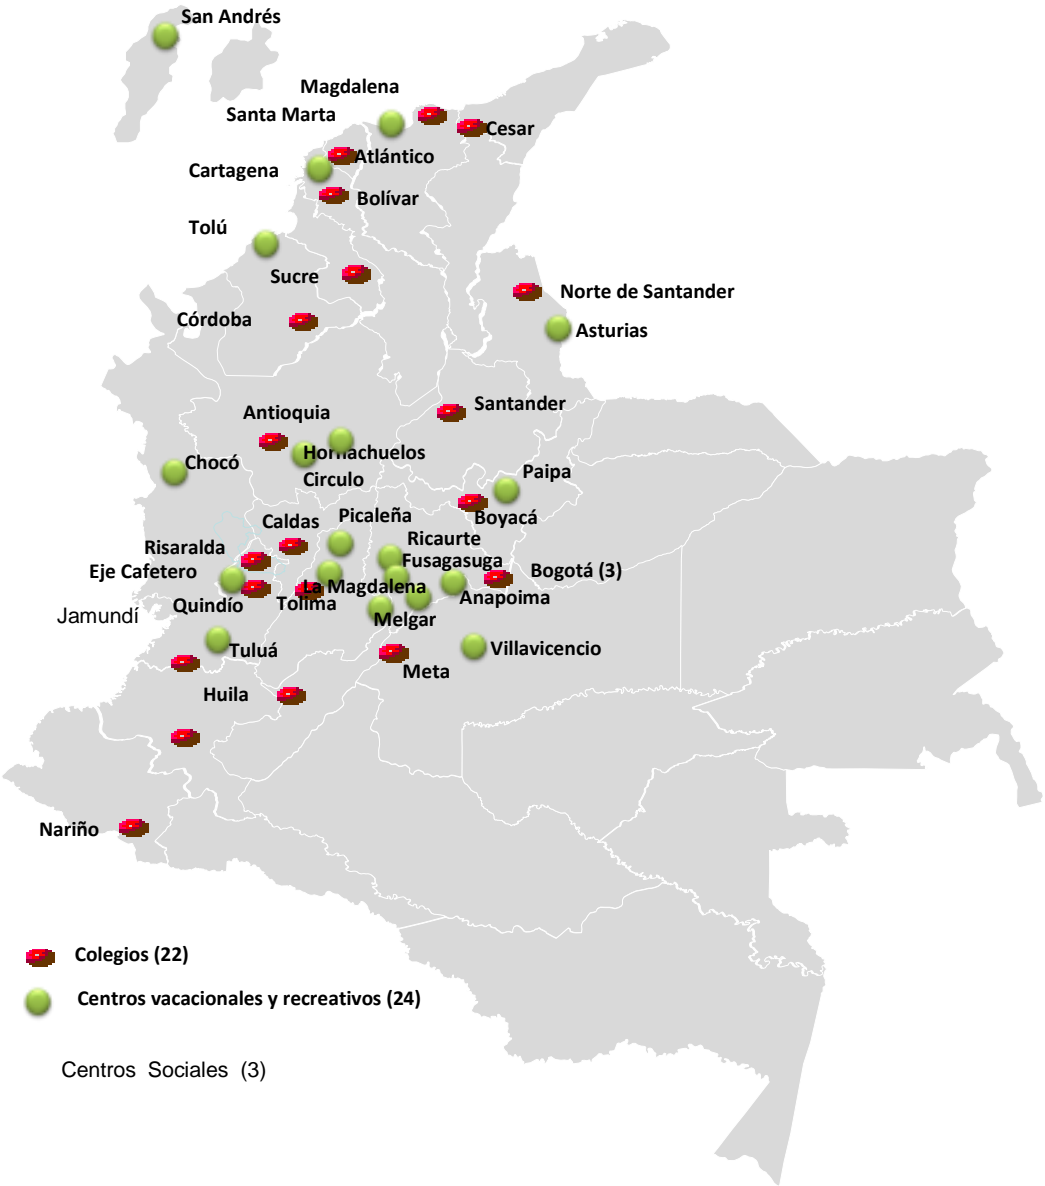 San Andrés
Magdalena
Santa Marta
Cesar
Atlántico
Cartagena
Bolívar
Tolú
Sucre
Norte de Santander
Córdoba
Asturias
Santander
Antioquia
Hornachuelos
Chocó
Circulo
Paipa
Picaleña
Boyacá
Caldas
Ricaurte
Risaralda
Fusagasuga
Eje Cafetero
Bogotá (3)
La Magdalena
Anapoima
Quindío
Tolima
Jamundí
Melgar
Tuluá
Villavicencio
Meta
Huila
Nariño
Colegios (22)
Centros vacacionales y recreativos (24)
Centros Sociales (3)